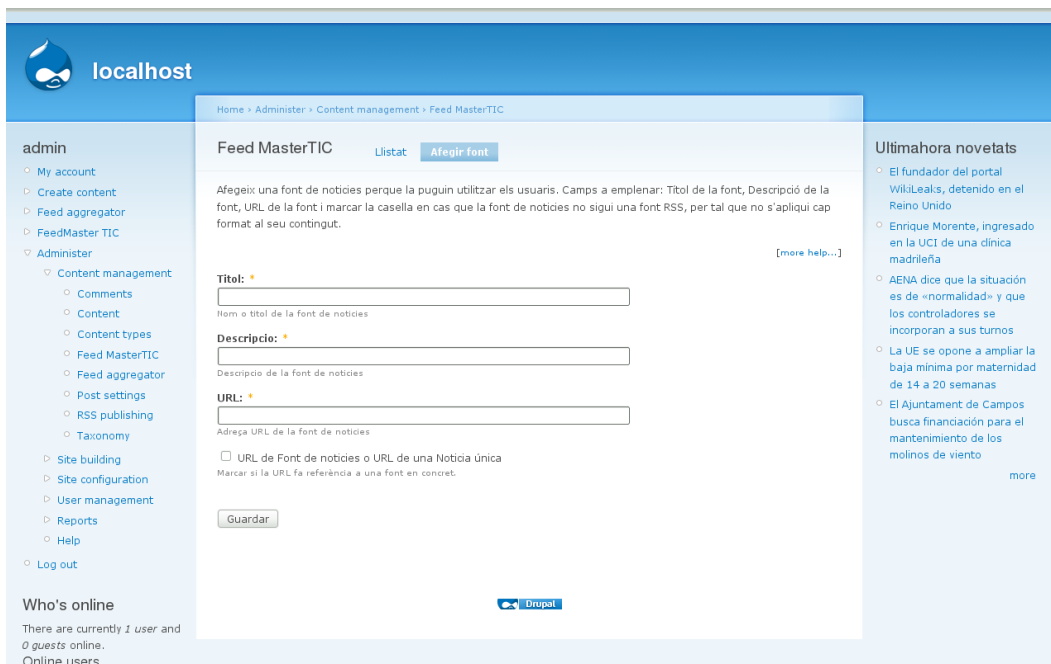 localhost
Home › Administer › Content management › Feed MasterTIC
admin
My account
Create content
Feed aggregator
FeedMaster TIC
Administer
Content management
Comments
Content
Content types
Feed MasterTIC
Feed aggregator
Post settings
RSS publishing
Taxonomy
Site building
Site configuration
User management
Reports
Help
Log out
Who's online
There are currently 1 user and
0 guests online.
Online users
Feed MasterTIC
Llistat
Afegir font
Afegeix una font de noticies perque la puguin utilitzar els usuaris. Camps a emplenar: Títol de la font, Descripció de la
font, URL de la font i marcar la casella en cas que la font de noticies no sigui una font RSS, per tal que no s'apliqui cap
format al seu contingut.
[more help...]
Titol: *
Nom o titol de la font de noticies
Descripcio: *
Descripcio de la font de noticies
URL: *
Adreça URL de la font de noticies
URL de Font de noticies o URL de una Noticia única
Marcar si la URL fa referència a una font en concret.
Guardar
Drupal
Ultimahora novetats
El fundador del portal
WikiLeaks, detenido en el
Reino Unido
Enrique Morente, ingresado
en la UCI de una clínica
madrileña
AENA dice que la situación
es de «normalidad» y que
los controladores se
incorporan a sus turnos
La UE se opone a ampliar la
baja mínima por maternidad
de 14 a 20 semanas
El Ajuntament de Campos
busca financiación para el
mantenimiento de los
molinos de viento
more